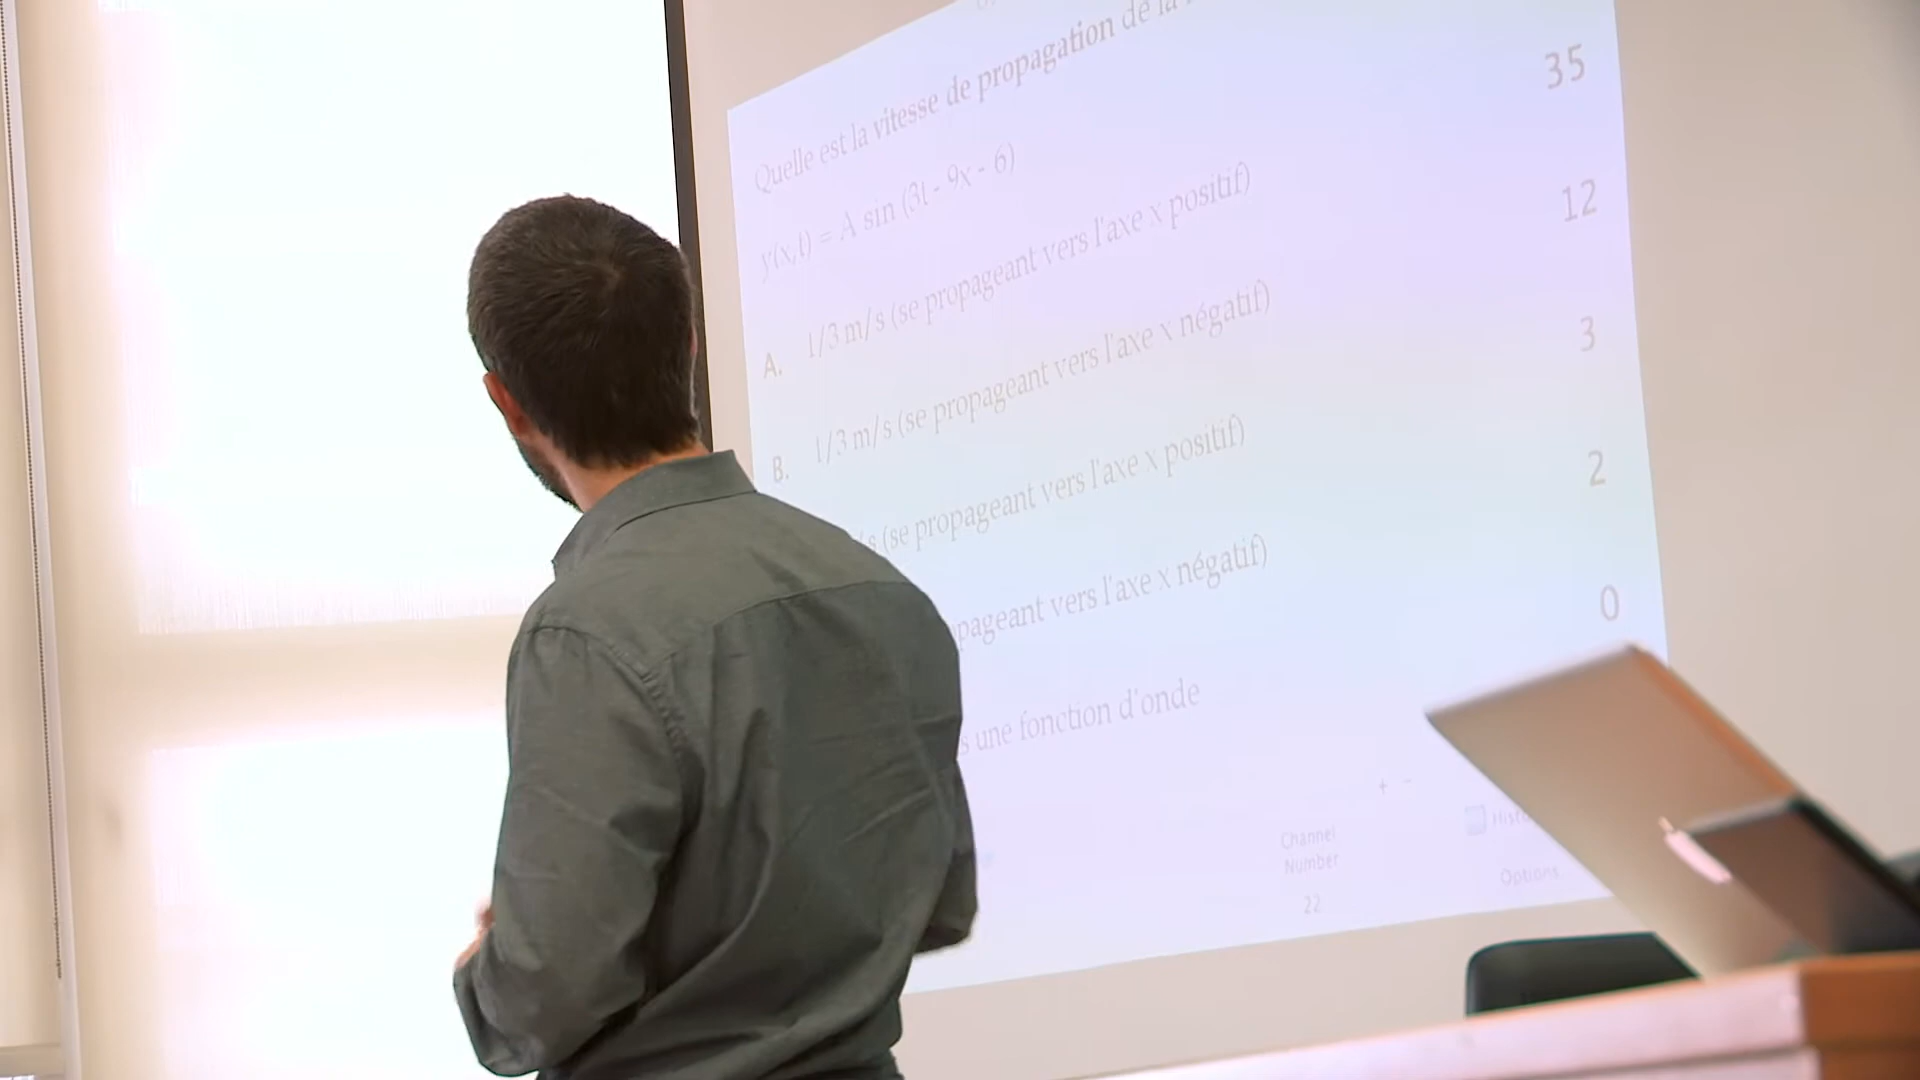 Quelle est la vitesse de propagation de la
35
y(x,t) = A sin (3t - 9x - 6)
A. 1/3 m/s (se propageant vers l'axe x positif)
12
B. 1/3 m/s (se propageant vers l'axe x négatif)
3
(se propageant vers l'axe x positif)
2
vers l'axe x négatif)
0
une fonction d'onde
+ -
Channel
Number
22
Options